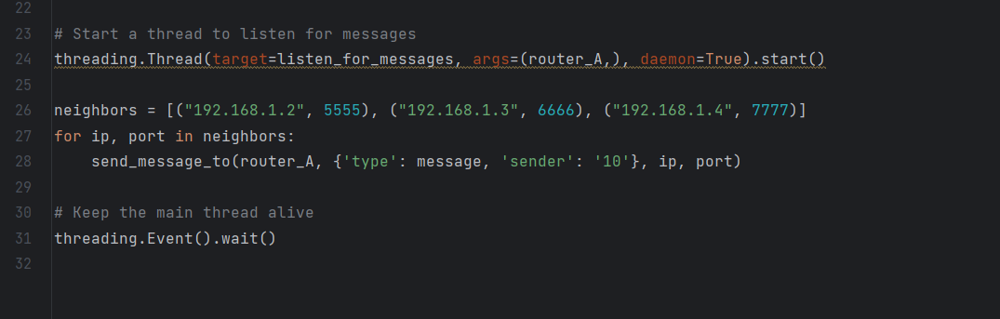 22
23 # Start a thread to listen for messages
24 threading.Thread(target=listen_for_messages, args=(router_A,), daemon=True).start()
25
26 neighbors = [("192.168.1.2", 5555), ("192.168.1.3", 6666), ("192.168.1.4", 7777)]
27 for ip, port in neighbors:
28     send_message_to(router_A, {'type': message, 'sender': '10'}, ip, port)
29
30 # Keep the main thread alive
31 threading.Event().wait()
32